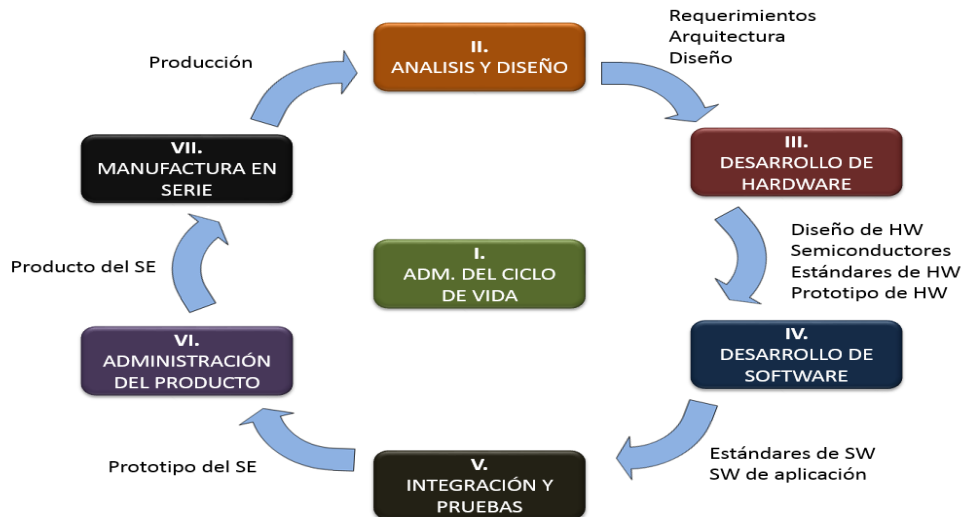 II.
ANALISIS Y DISEÑO
Requerimientos
Arquitectura
Diseño
III.
DESARROLLO DE
HARDWARE
Diseño de HW
Semiconductores
Estándares de HW
Prototipo de HW
IV.
DESARROLLO DE
SOFTWARE
Estándares de SW
SW de aplicación
V.
INTEGRACIÓN Y
PRUEBAS
Prototipo del SE
VI.
ADMINISTRACIÓN
DEL PRODUCTO
Producto del SE
VII.
MANUFACTURA EN
SERIE
Producción
I.
ADM. DEL CICLO
DE VIDA